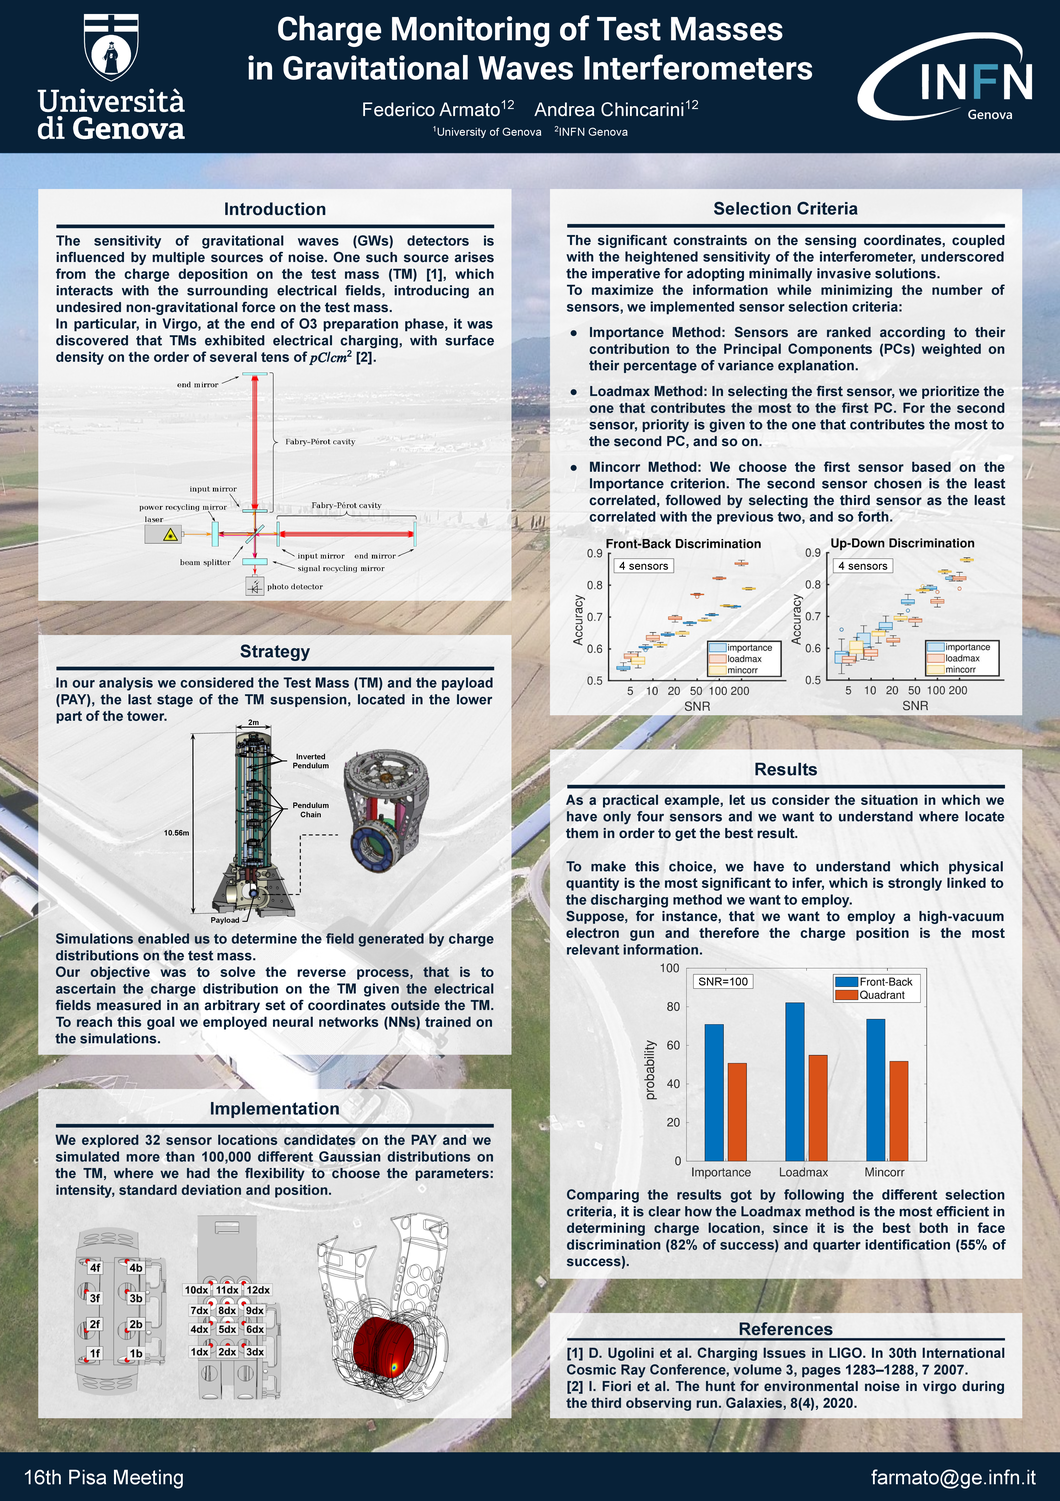 Università
di Genova
Charge Monitoring of Test Masses
in Gravitational Waves Interferometers
Federico Armato12 Andrea Chincarini12
1University of Genova 2INFN Genova
INFN
Genova
Introduction
The sensitivity of gravitational waves (GWs) detectors is
influenced by multiple sources of noise. One such source arises
from the charge deposition on the test mass (TM) [1], which
interacts with the surrounding electrical fields, introducing an
undesired non-gravitational force on the test mass.
In particular, in Virgo, at the end of O3 preparation phase, it was
discovered that TMs exhibited electrical charging, with surface
density on the order of several tens of pC/cm2 [2].
end mirror
Fabry–Pérot cavity
input mirror
power recycling mirror
Fabry–Pérot cavity
laser
beam splitter
input mirror
end mirror
signal recycling mirror
photo detector
Strategy
In our analysis we considered the Test Mass (TM) and the payload
(PAY), the last stage of the TM suspension, located in the lower
part of the tower.
2m
Inverted
Pendulum
Pendulum
Chain
10.56m
Payload
Simulations enabled us to determine the field generated by charge
distributions on the test mass.
Our objective was to solve the reverse process, that is to
ascertain the charge distribution on the TM given the electrical
fields measured in an arbitrary set of coordinates outside the TM.
To reach this goal we employed neural networks (NNs) trained on
the simulations.
Implementation
We explored 32 sensor locations candidates on the PAY and we
simulated more than 100,000 different Gaussian distributions on
the TM, where we had the flexibility to choose the parameters:
intensity, standard deviation and position.
4f 4b
3f 3b
2f 2b
1f 1b
10dx 11dx 12dx
7dx 8dx 9dx
4dx 5dx 6dx
1dx 2dx 3dx
Selection Criteria
The significant constraints on the sensing coordinates, coupled
with the heightened sensitivity of the interferometer, underscored
the imperative for adopting minimally invasive solutions.
To maximize the information while minimizing the number of
sensors, we implemented sensor selection criteria:
● Importance Method: Sensors are ranked according to their
contribution to the Principal Components (PCs) weighted on
their percentage of variance explanation.
● Loadmax Method: In selecting the first sensor, we prioritize the
one that contributes the most to the first PC. For the second
sensor, priority is given to the one that contributes the most to
the second PC, and so on.
● Mincorr Method: We choose the first sensor based on the
Importance criterion. The second sensor chosen is the least
correlated, followed by selecting the third sensor as the least
correlated with the previous two, and so forth.
Front-Back Discrimination
0.9
4 sensors
0.8
0.7
0.6
0.5
Accuracy
importance
loadmax
mincorr
5 10 20 50 100 200
SNR
Up-Down Discrimination
0.9
4 sensors
0.8
0.7
0.6
0.5
Accuracy
importance
loadmax
mincorr
5 10 20 50 100 200
SNR
Results
As a practical example, let us consider the situation in which we
have only four sensors and we want to understand where locate
them in order to get the best result.
To make this choice, we have to understand which physical
quantity is the most significant to infer, which is strongly linked to
the discharging method we want to employ.
Suppose, for instance, that we want to employ a high-vacuum
electron gun and therefore the charge position is the most
relevant information.
100
SNR=100
Front-Back
Quadrant
80
60
40
20
0
probability
Importance Loadmax Mincorr
Comparing the results got by following the different selection
criteria, it is clear how the Loadmax method is the most efficient in
determining charge location, since it is the best both in face
discrimination (82% of success) and quarter identification (55% of
success).
References
[1] D. Ugolini et al. Charging Issues in LIGO. In 30th International
Cosmic Ray Conference, volume 3, pages 1283–1288, 7 2007.
[2] I. Fiori et al. The hunt for environmental noise in virgo during
the third observing run. Galaxies, 8(4), 2020.
16th Pisa Meeting
farmato@ge.infn.it